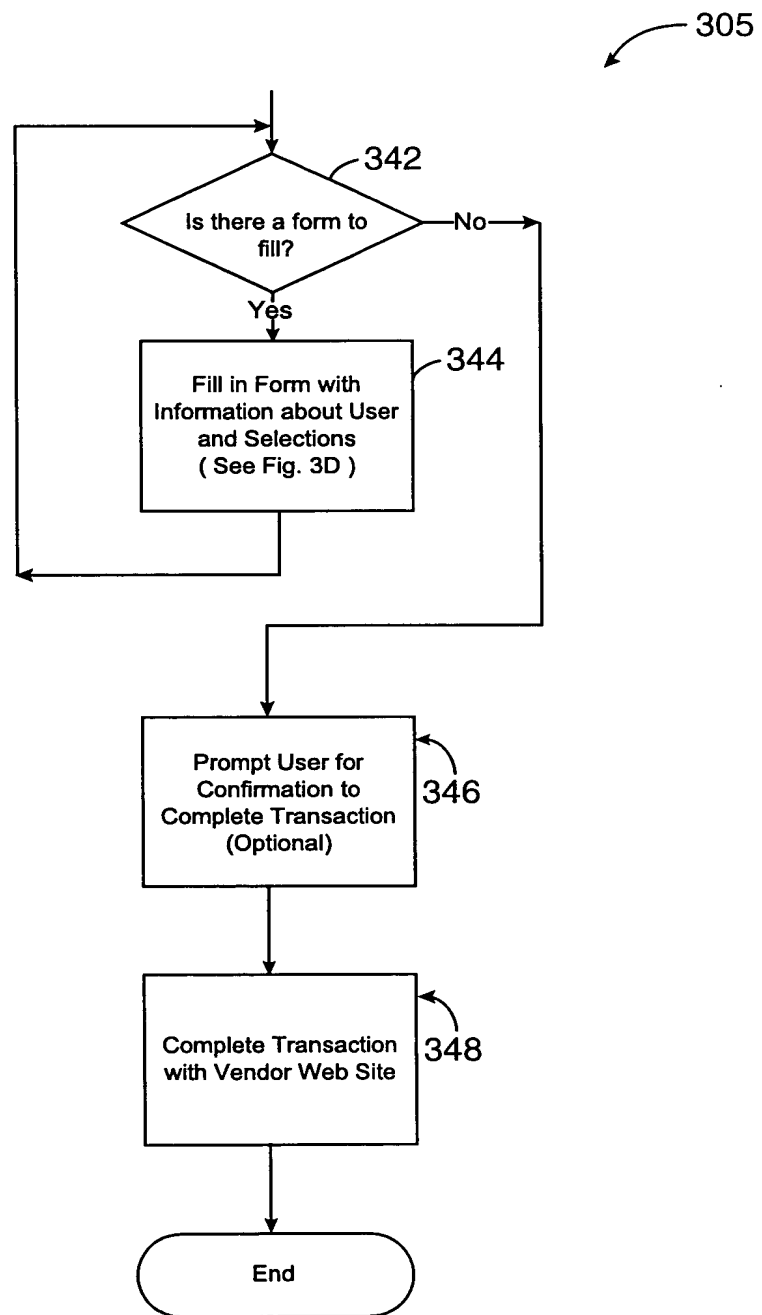 305
342
Is there a form to
fill?
No
Yes
344
Fill in Form with
Information about User
and Selections
( See Fig. 3D )
Prompt User for
Confirmation to
Complete Transaction
(Optional)
346
Complete Transaction
with Vendor Web Site
348
End